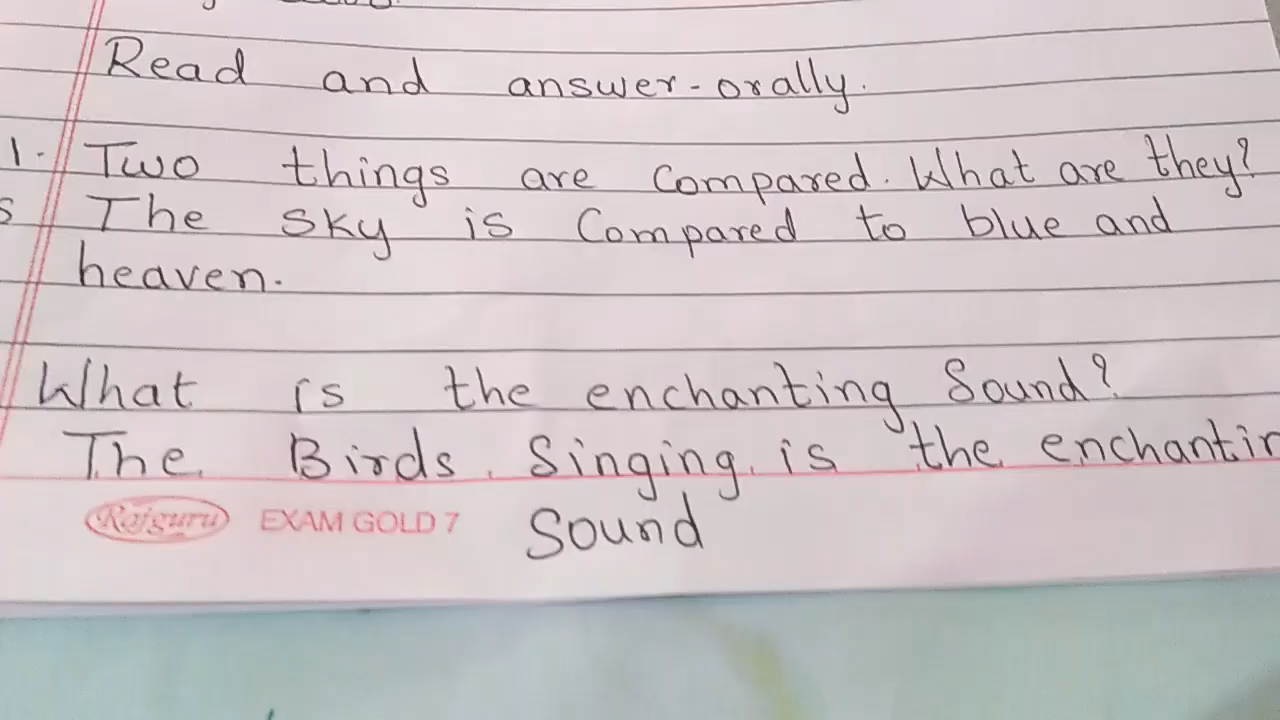 Read and answer-orally.
1. Two things are compared. What are they?
s The sky is Compared to blue and
heaven.
What is the enchanting Sound?
The Birds Singing is the enchantin
Rajguru EXAM GOLD 7 Sound